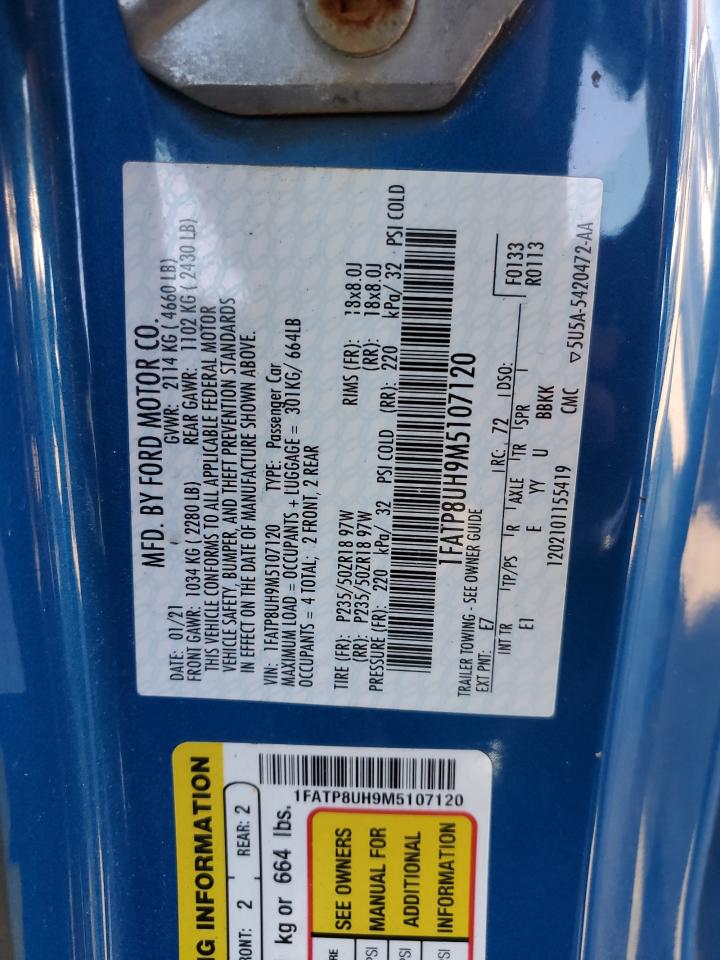 MFD. BY FORD MOTOR CO.
DATE: 01/21 GVWR: 2114 KG ( 4660 LB)
FRONT GAWR: 1034 KG ( 2280 LB) REAR GAWR: 1102 KG ( 2430 LB)
THIS VEHICLE CONFORMS TO ALL APPLICABLE FEDERAL MOTOR
VEHICLE SAFETY, BUMPER, AND THEFT PREVENTION STANDARDS
IN EFFECT ON THE DATE OF MANUFACTURE SHOWN ABOVE.
VIN: 1FATP8UH9M5107120 TYPE: Passenger Car
MAXIMUM LOAD = OCCUPANTS + LUGGAGE = 301KG/ 664LB
OCCUPANTS = 4 TOTAL; 2 FRONT, 2 REAR
TIRE (FR): P235/50ZR18 97W RIMS (FR): 18x8.0J
(RR): P235/50ZR18 97W (RR): 18x8.0J
PRESSURE (FR): 220 kPa/ 32 PSI COLD (RR): 220 kPa/ 32 PSI COLD
1FATP8UH9M5107120
TRAILER TOWING - SEE OWNER GUIDE
EXT PNT: E7 RC: 72 DSO: F0133
R0113
INT TR TP/PS R AXLE TR SPR
E1 E YY U BBKK
1202101155419 CMC ▽5U5A-5420472-AA
G INFORMATION
RONT: 2 REAR: 2
kg or 664 lbs.
1FATP8UH9M5107120
SEE OWNERS
MANUAL FOR
ADDITIONAL
INFORMATION
RE
PSI
PSI
PSI